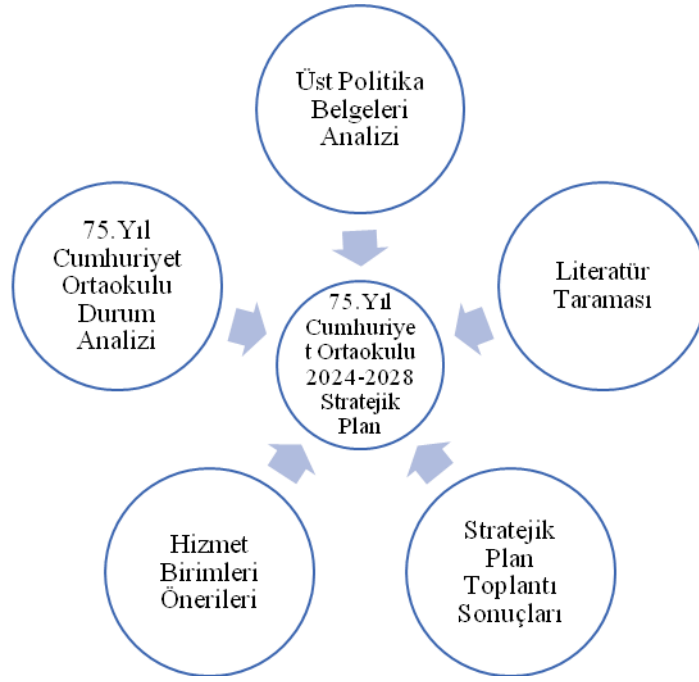 Üst Politika
Belgeleri
Analizi
75.Yıl
Cumhuriyet
Ortaokulu
Durum
Analizi
Literatür
Taraması
75.Yıl
Cumhuriye
t Ortaokulu
2024-2028
Stratejik
Plan
Hizmet
Birimleri
Önerileri
Stratejik
Plan
Toplantı
Sonuçları